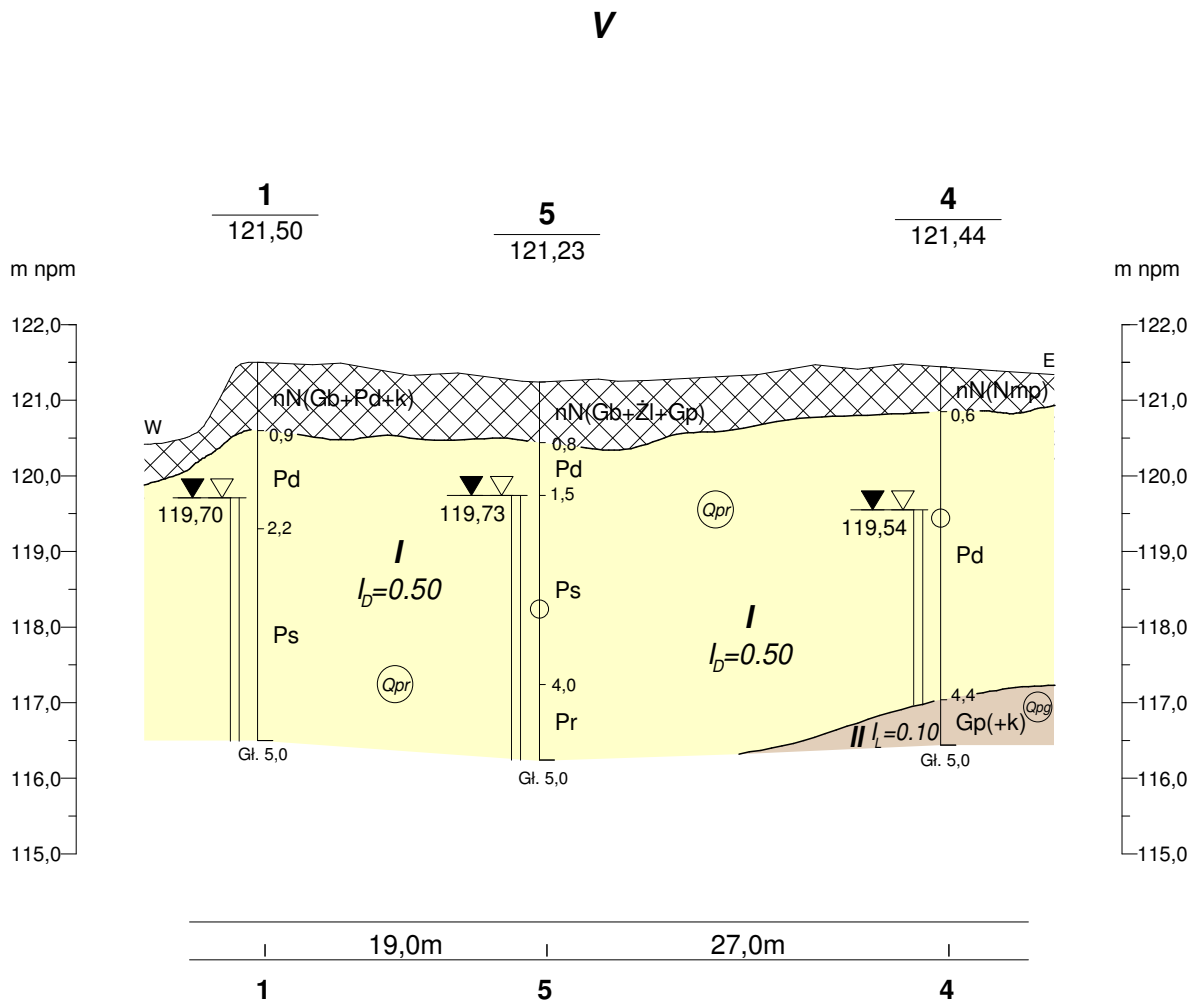 V
1
121,50
5
121,23
4
121,44
m npm
m npm
122,0
122,0
E
nN(Gb+Pd+k)
nN(Nmp)
121,0
121,0
nN(Gb+Żl+Gp)
0,6
W
0,9
0,8
Pd
Pd
120,0
120,0
1,5
119,70
119,73
Qpr
119,54
2,2
I
Pd
119,0
119,0
I_D=0.50
Ps
I
118,0
118,0
Ps
I_D=0.50
Qpr
4,0
4,4
117,0
117,0
Qpg
Pr
II I_L=0.10
Gp(+k)
Gł. 5,0
Gł. 5,0
Gł. 5,0
116,0
116,0
115,0
115,0
19,0m
27,0m
1
5
4